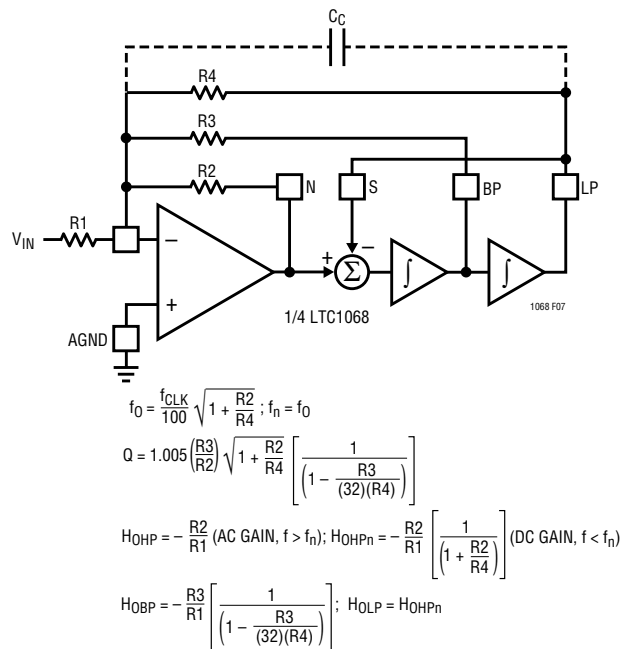 C_C
R4
R3
R2
N
S
BP
LP
R1
V_IN
−
+
+
−
Σ
∫
∫
1/4 LTC1068
1068 F07
AGND
f_O = f_CLK/100 √(1 + R2/R4) ; f_n = f_O
Q = 1.005 (R3/R2) √(1 + R2/R4) [1/(1 − R3/((32)(R4)))]
H_OHP = − R2/R1 (AC GAIN, f > f_n); H_OHPn = − R2/R1 [1/(1 + R2/R4)] (DC GAIN, f < f_n)
H_OBP = − R3/R1 [1/(1 − R3/((32)(R4)))] ; H_OLP = H_OHPn